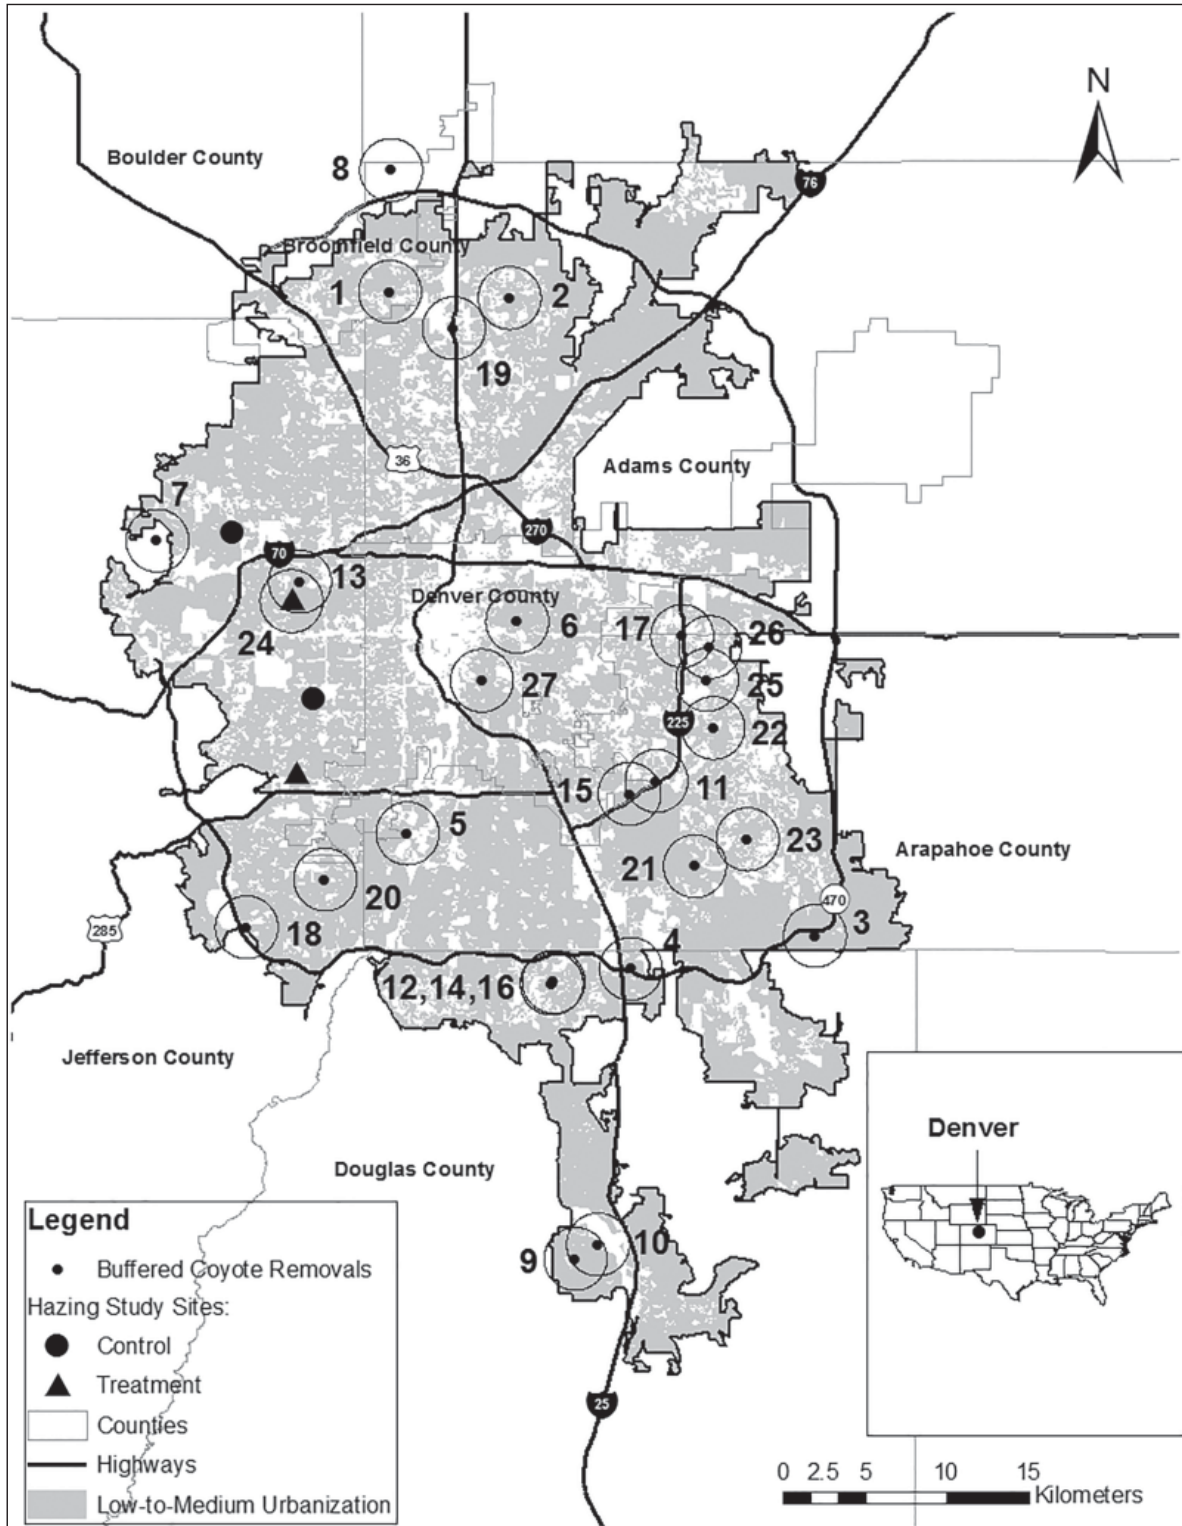 N
Boulder County
8
76
Broomfield County
1
2
19
36
Adams County
7
270
70
13
Denver County
6
17
26
24
27
25
225
22
15
11
5
23
21
Arapahoe County
20
470
285
18
3
4
12,14,16
Jefferson County
Denver
Douglas County
Legend
10
9
Buffered Coyote Removals
Hazing Study Sites:
Control
Treatment
Counties
25
Highways
0 2.5 5 10 15
Kilometers
Low-to-Medium Urbanization